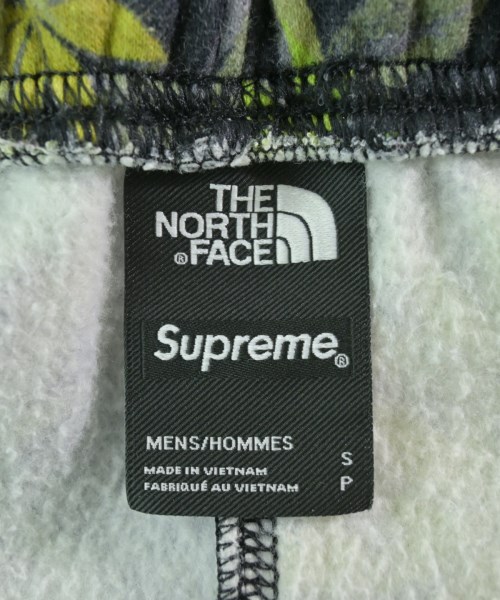 THE
NORTH
®FACE
Supreme®
MENS/HOMMES
S
MADE IN VIETNAM
FABRIQUÉ AU VIETNAM
P